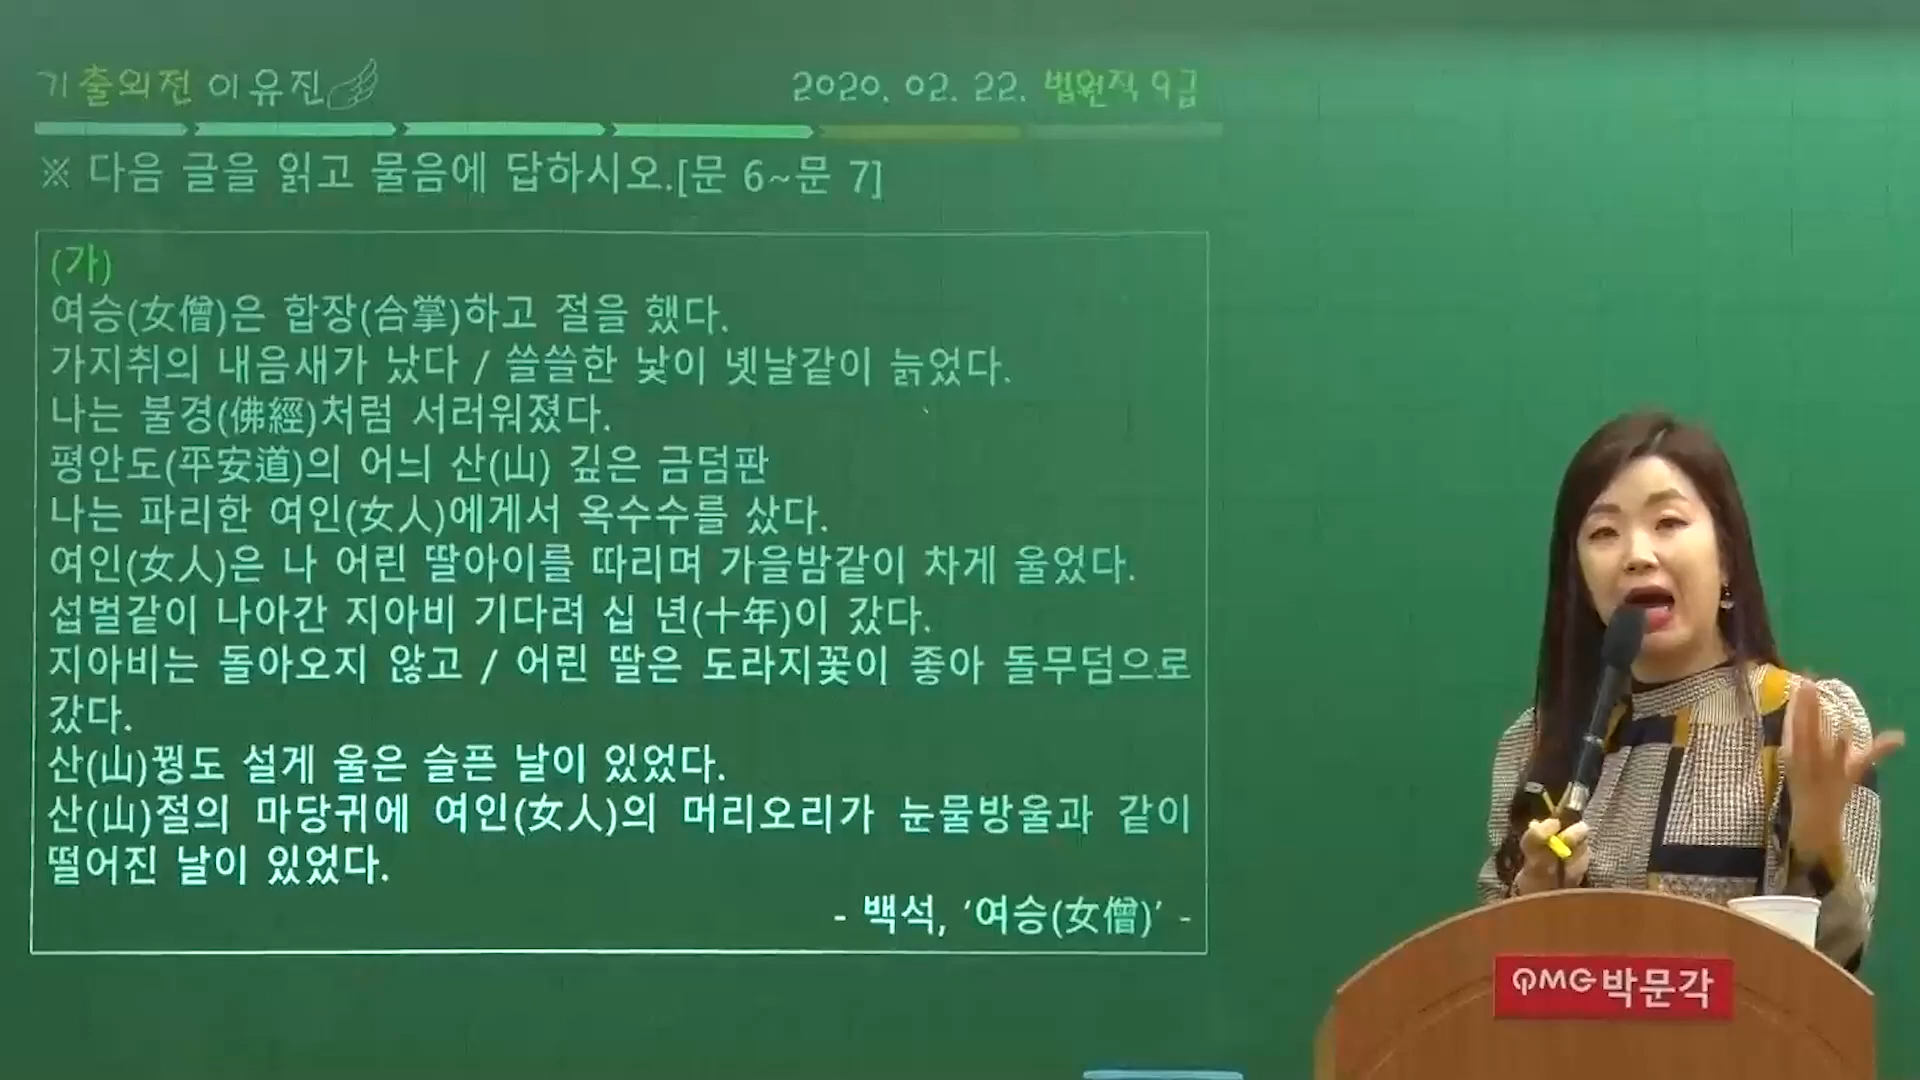 기출외전 이유진
2020. 02. 22. 법원직 9급
※ 다음 글을 읽고 물음에 답하시오.[문 6~문 7]
(가)
여승(女僧)은 합장(合掌)하고 절을 했다.
가지취의 내음새가 났다 / 쓸쓸한 낯이 녯날같이 늙었다.
나는 불경(佛經)처럼 서러워졌다.
평안도(平安道)의 어늬 산(山) 깊은 금덤판
나는 파리한 여인(女人)에게서 옥수수를 샀다.
여인(女人)은 나 어린 딸아이를 따리며 가을밤같이 차게 울었다.
섭벌같이 나아간 지아비 기다려 십 년(十年)이 갔다.
지아비는 돌아오지 않고 / 어린 딸은 도라지꽃이 좋아 돌무덤으로
갔다.
산(山)꿩도 설게 울은 슬픈 날이 있었다.
산(山)절의 마당귀에 여인(女人)의 머리오리가 눈물방울과 같이
떨어진 날이 있었다.
- 백석, ‘여승(女僧)’ -
PMG 박문각